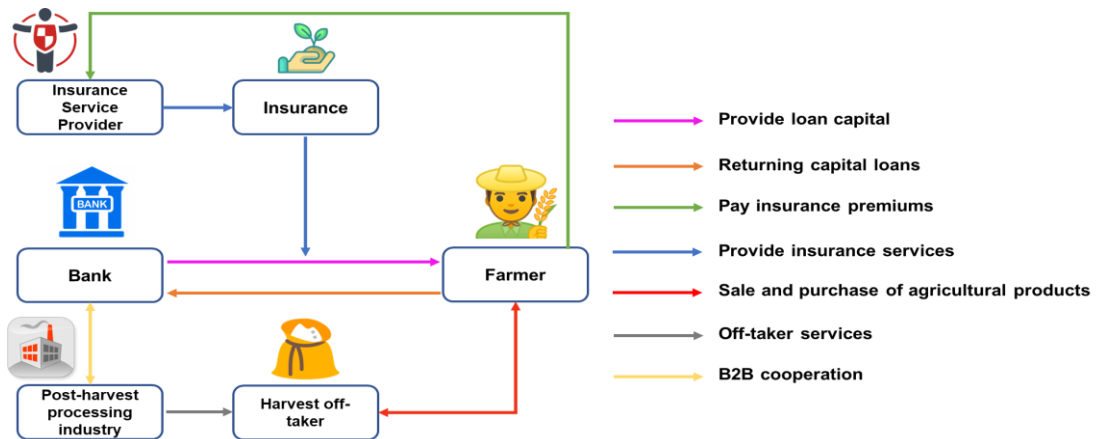 Insurance
Service
Provider
Insurance
BANK
Bank
Farmer
Post-harvest
processing
industry
Harvest off-
taker
Provide loan capital
Returning capital loans
Pay insurance premiums
Provide insurance services
Sale and purchase of agricultural products
Off-taker services
B2B cooperation